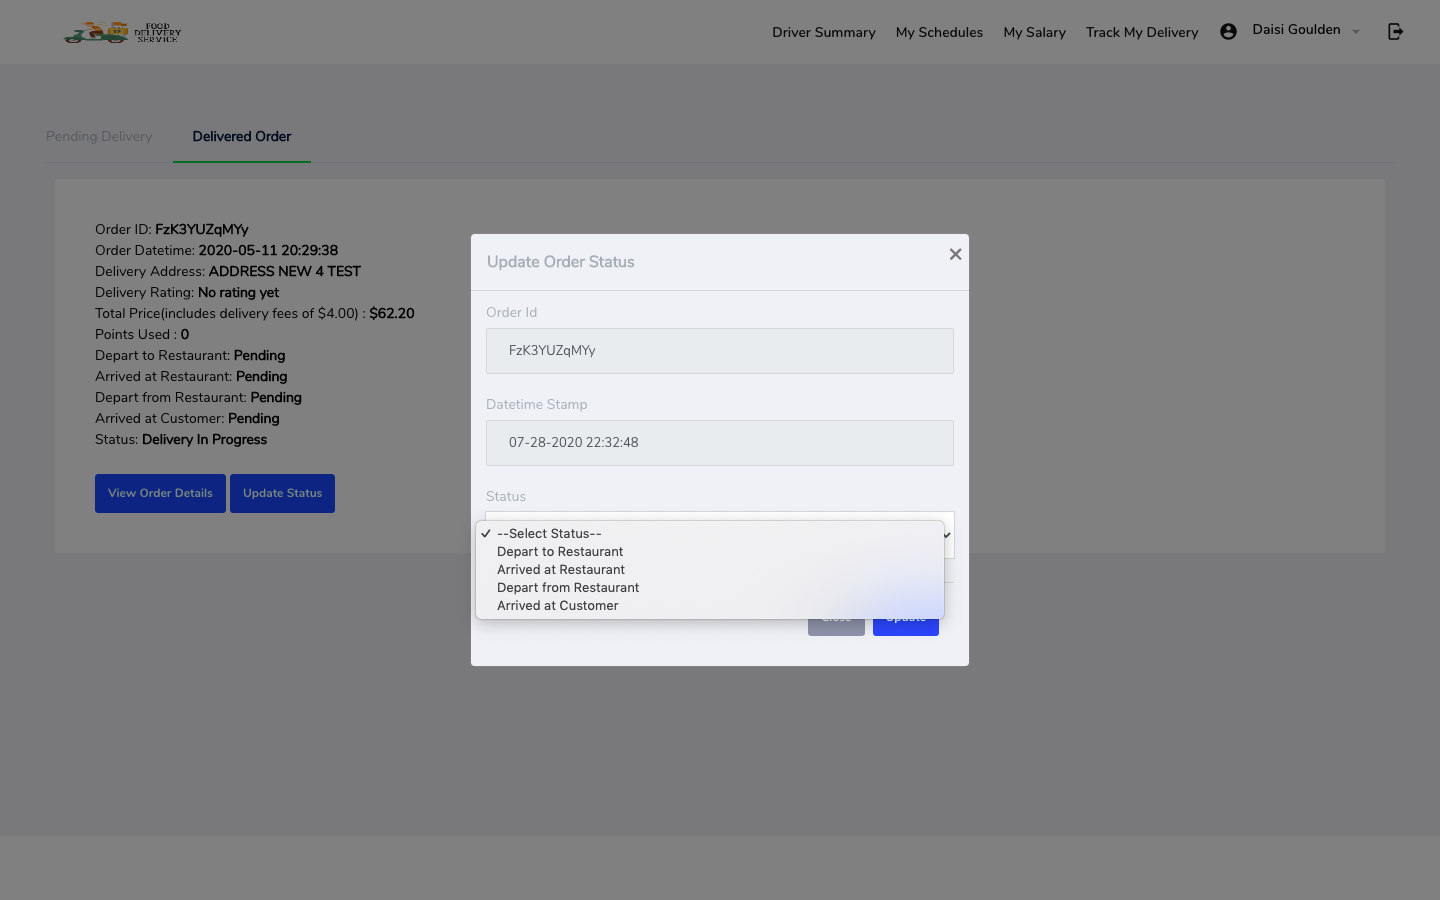 FOOD
DELIVERY
SERVICE
Driver Summary
My Schedules
My Salary
Track My Delivery
Daisi Goulden
Pending Delivery
Delivered Order
Order ID: FzK3YUZqMYy
Order Datetime: 2020-05-11 20:29:38
Delivery Address: ADDRESS NEW 4 TEST
Delivery Rating: No rating yet
Total Price(includes delivery fees of $4.00) : $62.20
Points Used : 0
Depart to Restaurant: Pending
Arrived at Restaurant: Pending
Depart from Restaurant: Pending
Arrived at Customer: Pending
Status: Delivery In Progress
View Order Details
Update Status
Update Order Status
Order Id
FzK3YUZqMYy
Datetime Stamp
07-28-2020 22:32:48
Status
--Select Status--
Depart to Restaurant
Arrived at Restaurant
Depart from Restaurant
Arrived at Customer
Close
Update